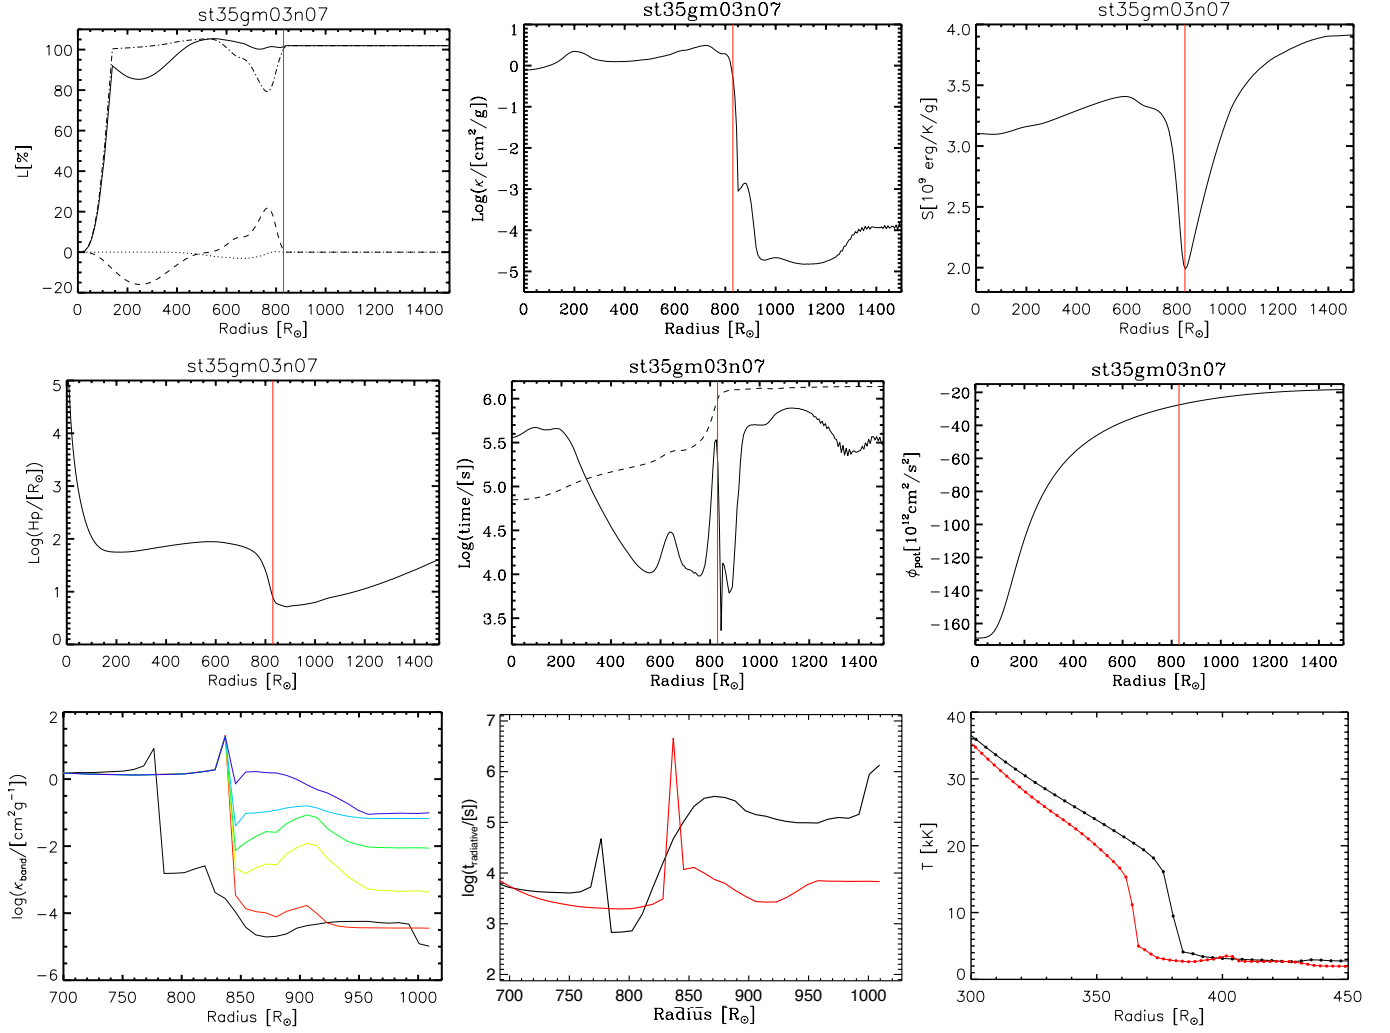 st35gm03n07
st35gm03n07
st35gm03n07
L[%]
100
80
60
40
20
0
−20
0 200 400 600 800 1000 1200 1400
Radius [R⊙]
Log(κ/[cm²/g])
1
0
−1
−2
−3
−4
−5
0 200 400 600 800 1000 1200 1400
Radius [R⊙]
S[10⁹ erg/K/g]
4.0
3.5
3.0
2.5
2.0
0 200 400 600 800 1000 1200 1400
Radius [R⊙]
st35gm03n07
st35gm03n07
st35gm03n07
Log(Hp/[R⊙])
5
4
3
2
1
0
0 200 400 600 800 1000 1200 1400
Radius [R⊙]
Log(time/[s])
6.0
5.5
5.0
4.5
4.0
3.5
0 200 400 600 800 1000 1200 1400
Radius [R⊙]
ϕpot[10¹²cm²/s²]
−20
−40
−60
−80
−100
−120
−140
−160
0 200 400 600 800 1000 1200 1400
Radius [R⊙]
log(κband/[cm²g⁻¹])
2
0
−2
−4
−6
700 750 800 850 900 950 1000
Radius [R⊙]
log(tradiative/[s])
7
6
5
4
3
2
700 750 800 850 900 950 1000
Radius [R⊙]
T [kK]
40
30
20
10
0
300 350 400 450
Radius [R⊙]